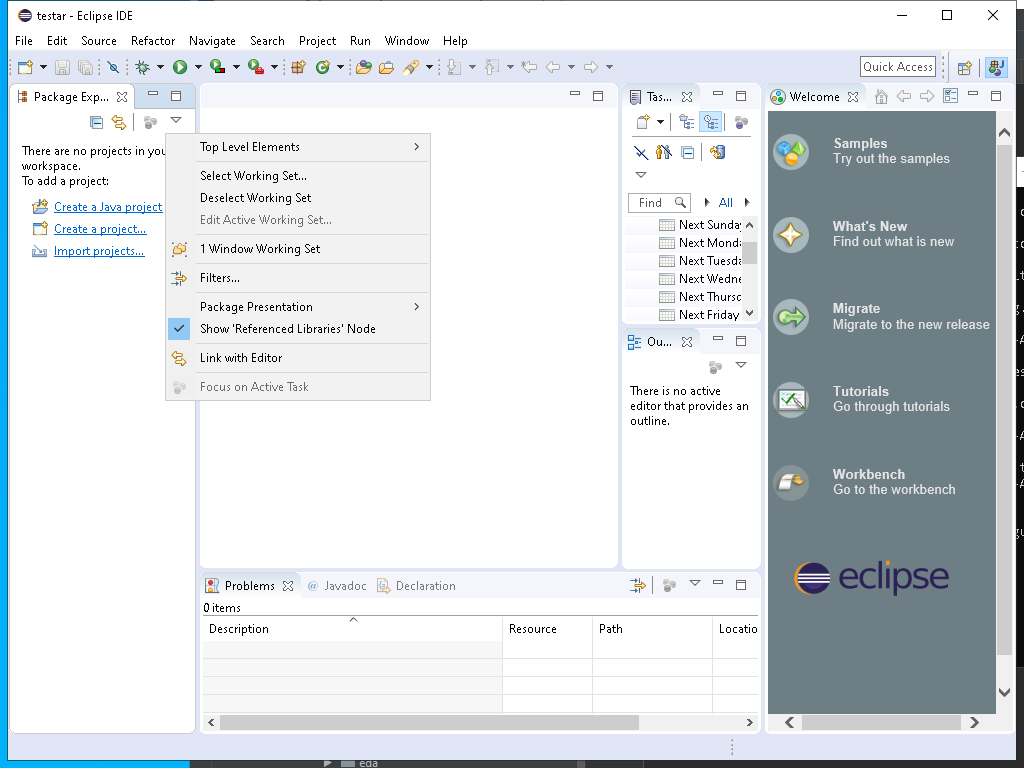 testar - Eclipse IDE
File Edit Source Refactor Navigate Search Project Run Window Help
Quick Access
Package Exp...
There are no projects in you
workspace.
To add a project:
Create a Java project
Create a project...
Import projects...
Top Level Elements
Select Working Set...
Deselect Working Set
Edit Active Working Set...
1 Window Working Set
Filters...
Package Presentation
Show 'Referenced Libraries' Node
Link with Editor
Focus on Active Task
Tas...
Find All
Next Sunday
Next Monda
Next Tuesda
Next Wedne
Next Thursd
Next Friday
Ou...
There is no active
editor that provides an
outline.
Welcome
Samples
Try out the samples
What's New
Find out what is new
Migrate
Migrate to the new release
Tutorials
Go through tutorials
Workbench
Go to the workbench
eclipse
Problems @ Javadoc Declaration
0 items
Description Resource Path Locatio
eda